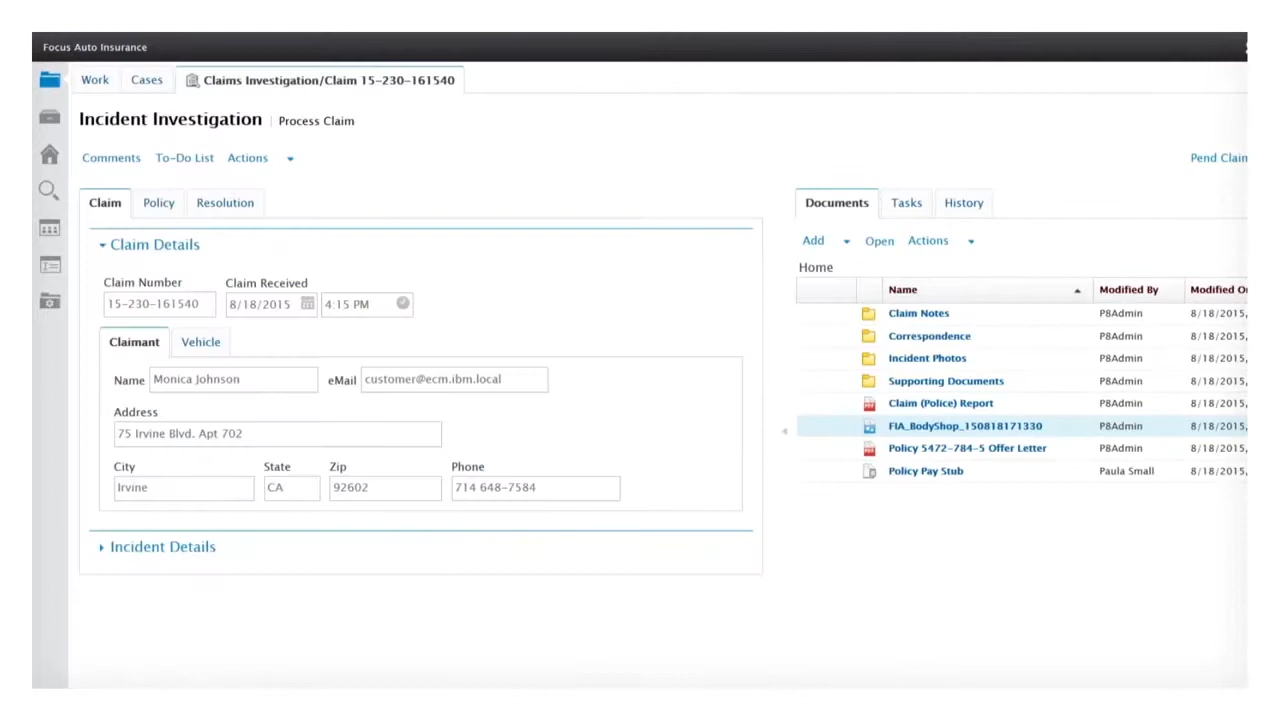 Focus Auto Insurance
Work Cases Claims Investigation/Claim 15-230-161540
Incident Investigation | Process Claim
Comments To-Do List Actions
Pend Clain
Claim Policy Resolution
Claim Details
Claim Number Claim Received
15-230-161540 8/18/2015 4:15 PM
Claimant Vehicle
Name Monica Johnson eMail customer@ecm.ibm.local
Address
75 Irvine Blvd. Apt 702
City State Zip Phone
Irvine CA 92602 714 648-7584
Incident Details
Documents Tasks History
Add Open Actions
Home
Name Modified By Modified O
Claim Notes P8Admin 8/18/2015,
Correspondence P8Admin 8/18/2015,
Incident Photos P8Admin 8/18/2015,
Supporting Documents P8Admin 8/18/2015,
Claim (Police) Report P8Admin 8/18/2015,
FIA_BodyShop_150818171330 P8Admin 8/18/2015,
Policy 5472-784-5 Offer Letter P8Admin 8/18/2015,
Policy Pay Stub Paula Small 8/18/2015,